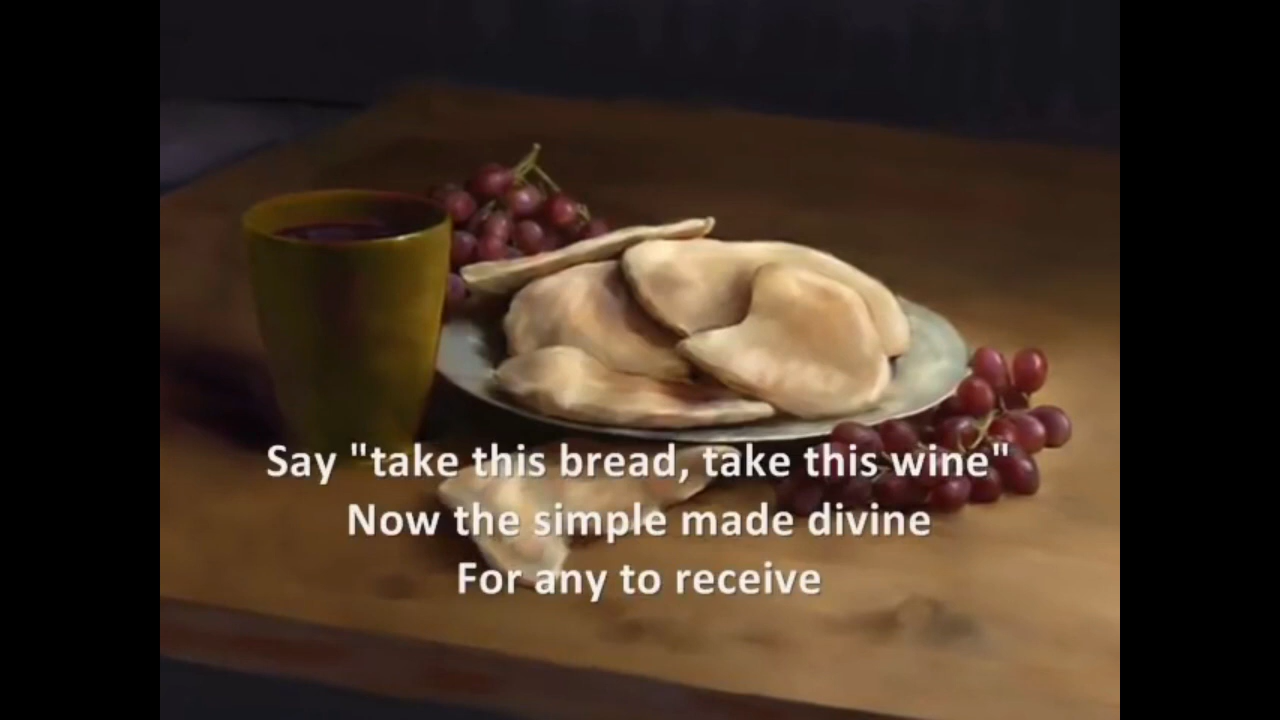 Say "take this bread, take this wine"
Now the simple made divine
For any to receive